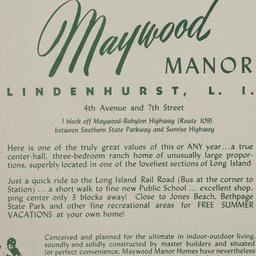 Maywood
MANOR
LINDENHURST, L. I.
4th Avenue and 7th Street
1 block off Maywood-Babylon Highway (Route 109)
between Southern State Parkway and Sunrise Highway
Here is one of the truly great values of this or ANY year...a true
center-hall, three-bedroom ranch home of unusually large propor-
tions, superbly located in one of the loveliest sections of Long Island
Just a quick ride to the Long Island Rail Road (Bus at the corner to
Station) ... a short walk to fine new Public School ... excellent shop-
ping center only 3 blocks away! Close to Jones Beach, Bethpage
State Park and other fine recreational areas for FREE SUMMER
VACATIONS at your own home!
Conceived and planned for the ultimate in indoor-outdoor living,
soundly and solidly constructed by master builders and situated
for perfect convenience, Maywood Manor Homes have nevertheless